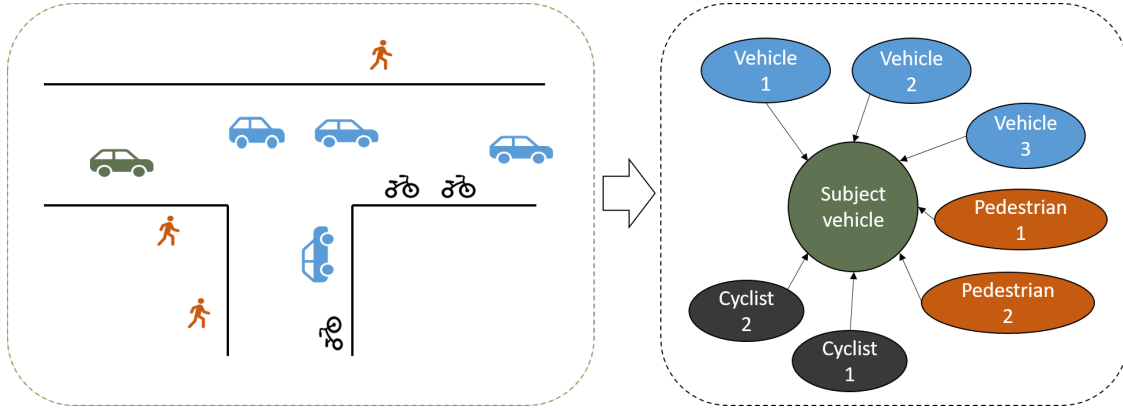 Vehicle
1
Vehicle
2
Vehicle
3
Subject
vehicle
Pedestrian
1
Pedestrian
2
Cyclist
2
Cyclist
1